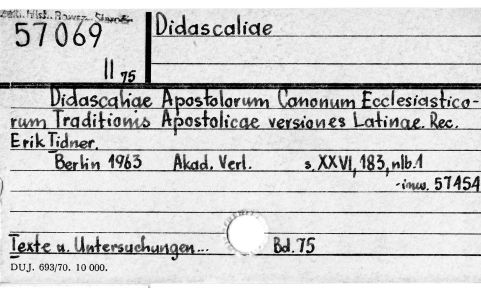 57069
II 75
Didascaliae
Didascaliae Apostolorum Canonum Ecclesiastico-
rum Traditionis Apostolicae versiones Latinae. Rec.
Erik Tidner.
Berlin 1963 Akad. Verl. s. XXVI, 183, nlb. 1
-inw. 57454
Texte u. Untersuchungen... Bd. 75
DUJ. 693/70. 10 000.